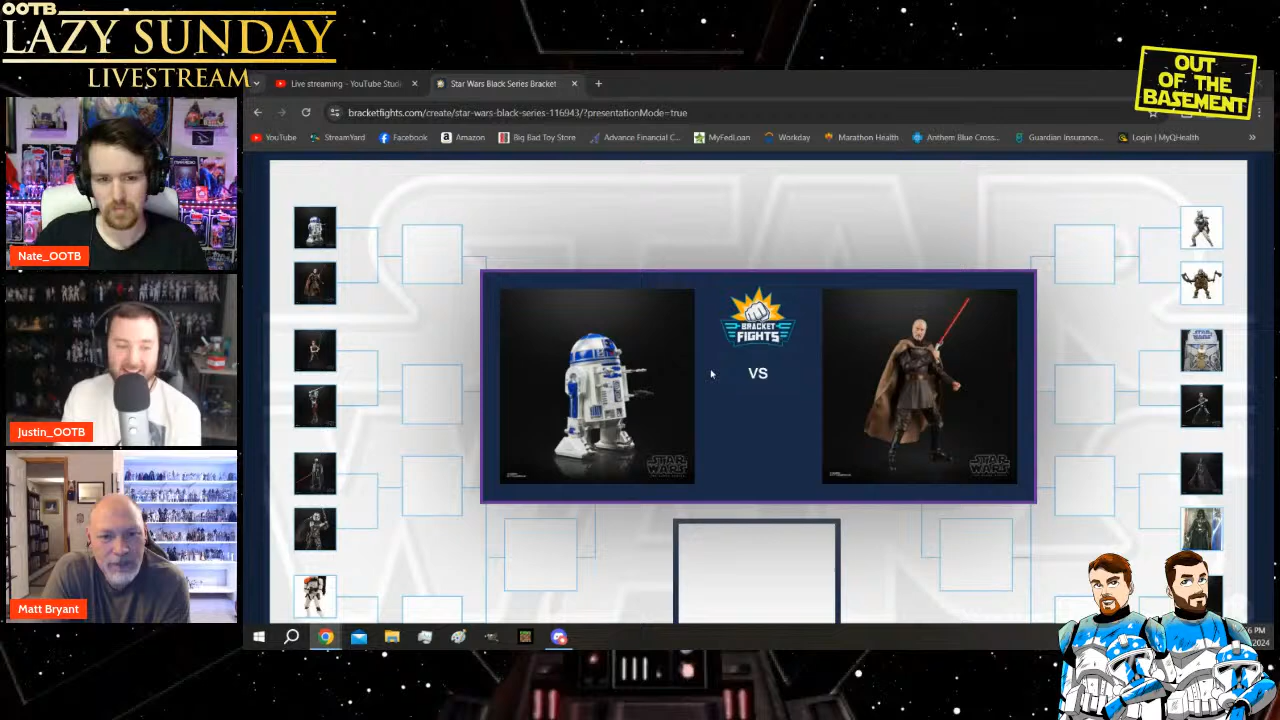 OOTB
LAZY SUNDAY
LIVESTREAM
OUT
OF THE
BASEMENT
Live streaming - YouTube Studi
Star Wars Black Series Bracket
bracketfights.com/create/star-wars-black-series-116943/?presentationMode=true
YouTube
StreamYard
Facebook
Amazon
Big Bad Toy Store
Advance Financial C...
MyFedLoan
Workday
Marathon Health
Anthem Blue Cross...
Guardian Insurance...
Login | MyQHealth
Nate_OOTB
Justin_OOTB
Matt Bryant
BRACKET
FIGHTS
VS
STAR
WARS
STAR
WARS
PM
2024